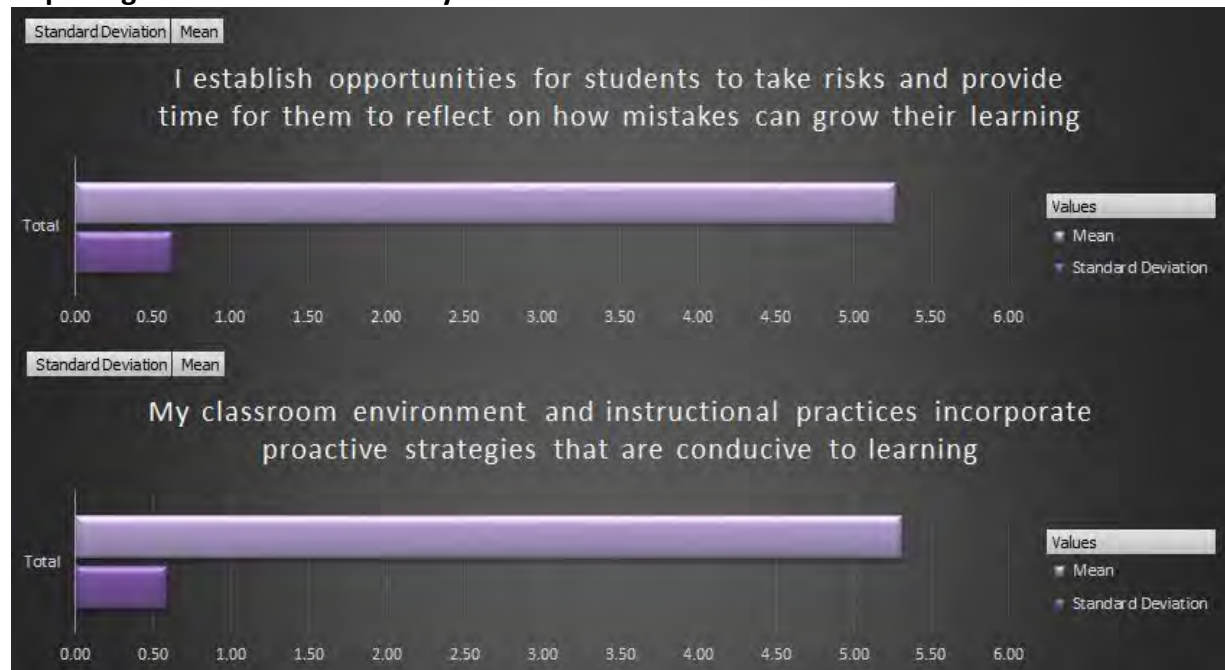 Standard Deviation Mean
I establish opportunities for students to take risks and provide
time for them to reflect on how mistakes can grow their learning
Total
Values
Mean
Standard Deviation
0.00 0.50 1.00 1.50 2.00 2.50 3.00 3.50 4.00 4.50 5.00 5.50 6.00
Standard Deviation Mean
My classroom environment and instructional practices incorporate
proactive strategies that are conducive to learning
Total
Values
Mean
Standard Deviation
0.00 0.50 1.00 1.50 2.00 2.50 3.00 3.50 4.00 4.50 5.00 5.50 6.00